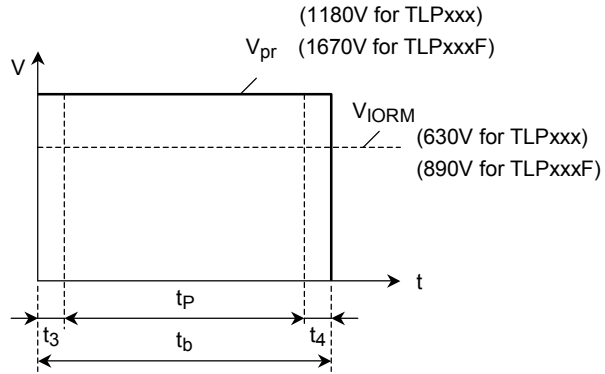 (1180V for TLPxxx)
Vpr (1670V for TLPxxxF)
V
VIORM
(630V for TLPxxx)
(890V for TLPxxxF)
t
t3 tP t4
tb